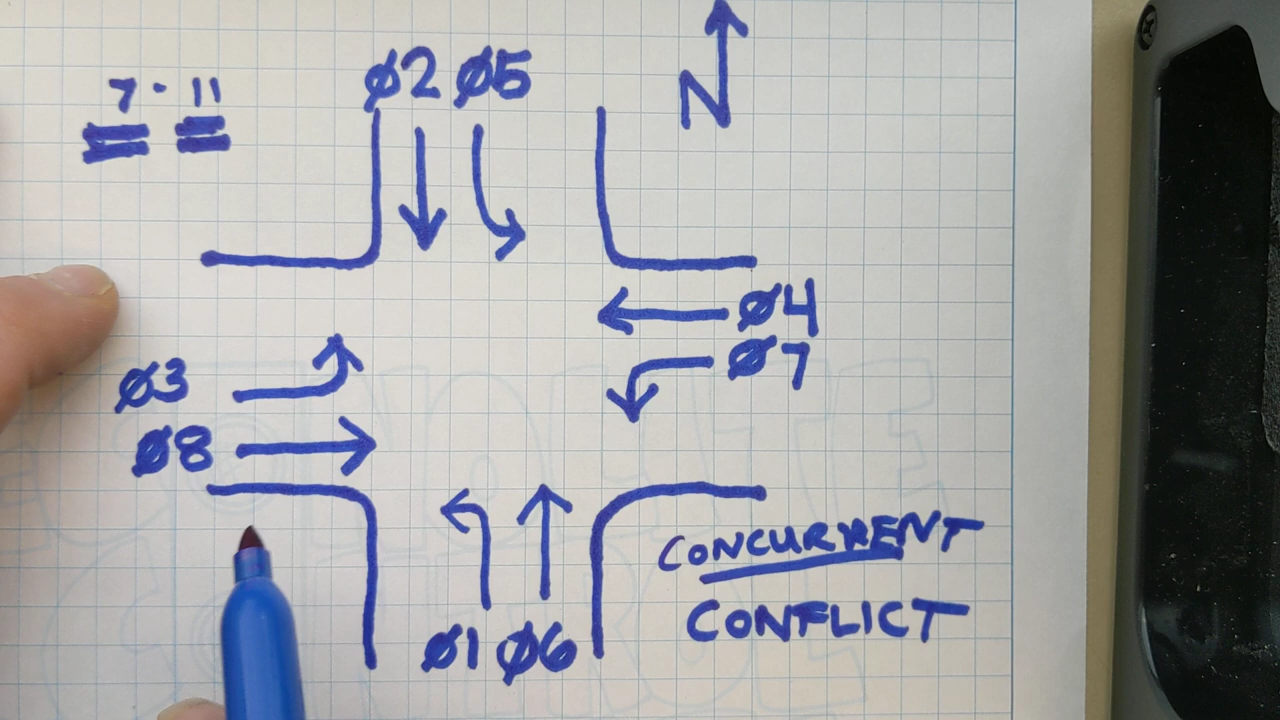 N
7 - 11
Ø2 Ø5
Ø4
Ø7
Ø3
Ø8
CONCURRENT
CONFLICT
Ø1 Ø6